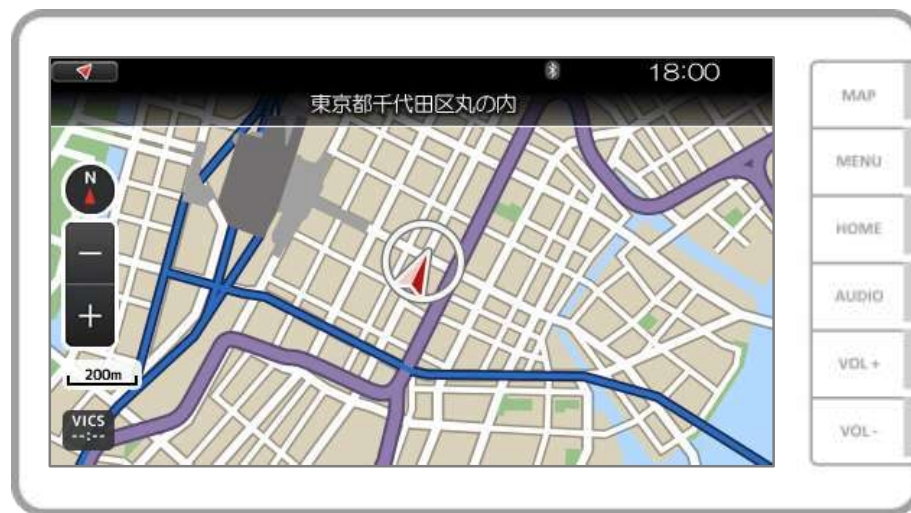 18:00
東京都千代田区丸の内
N
200m
VICS
--:--
MAP
MENU
HOME
AUDIO
VOL +
VOL -